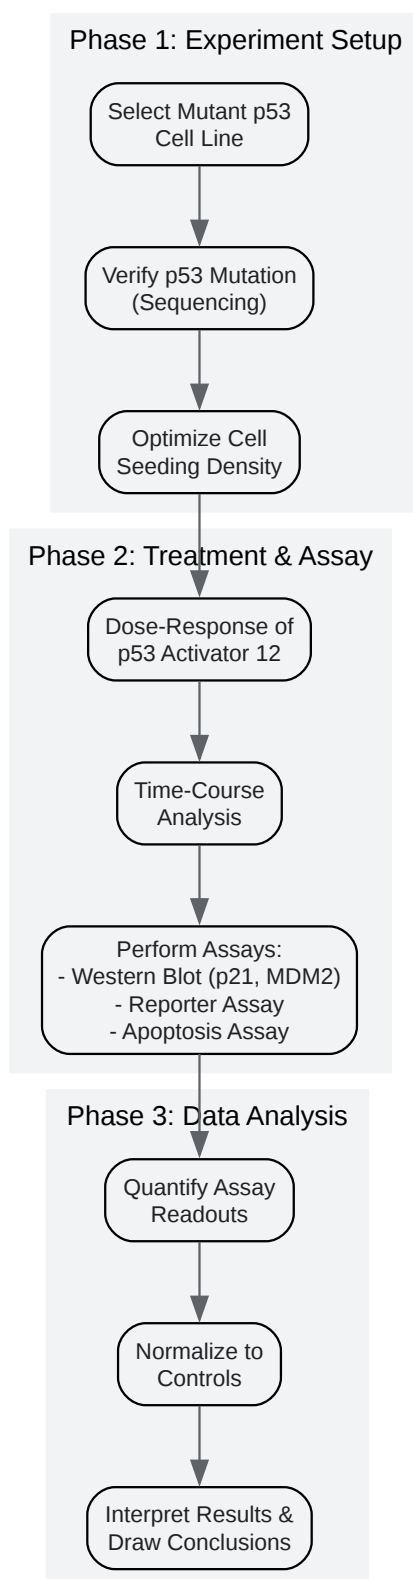 Phase 1: Experiment Setup
Select Mutant p53
Cell Line
Verify p53 Mutation
(Sequencing)
Optimize Cell
Seeding Density
Phase 2: Treatment & Assay
Dose-Response of
p53 Activator 12
Time-Course
Analysis
Perform Assays:
- Western Blot (p21, MDM2)
- Reporter Assay
- Apoptosis Assay
Phase 3: Data Analysis
Quantify Assay
Readouts
Normalize to
Controls
Interpret Results &
Draw Conclusions